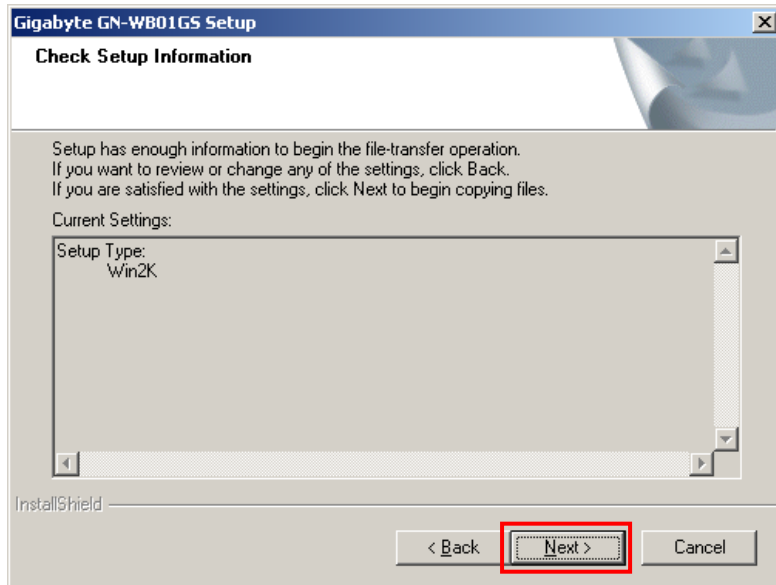 Gigabyte GN-WB01GS Setup
Check Setup Information
Setup has enough information to begin the file-transfer operation.
If you want to review or change any of the settings, click Back.
If you are satisfied with the settings, click Next to begin copying files.
Current Settings:
Setup Type:
Win2K
InstallShield
< Back Next > Cancel